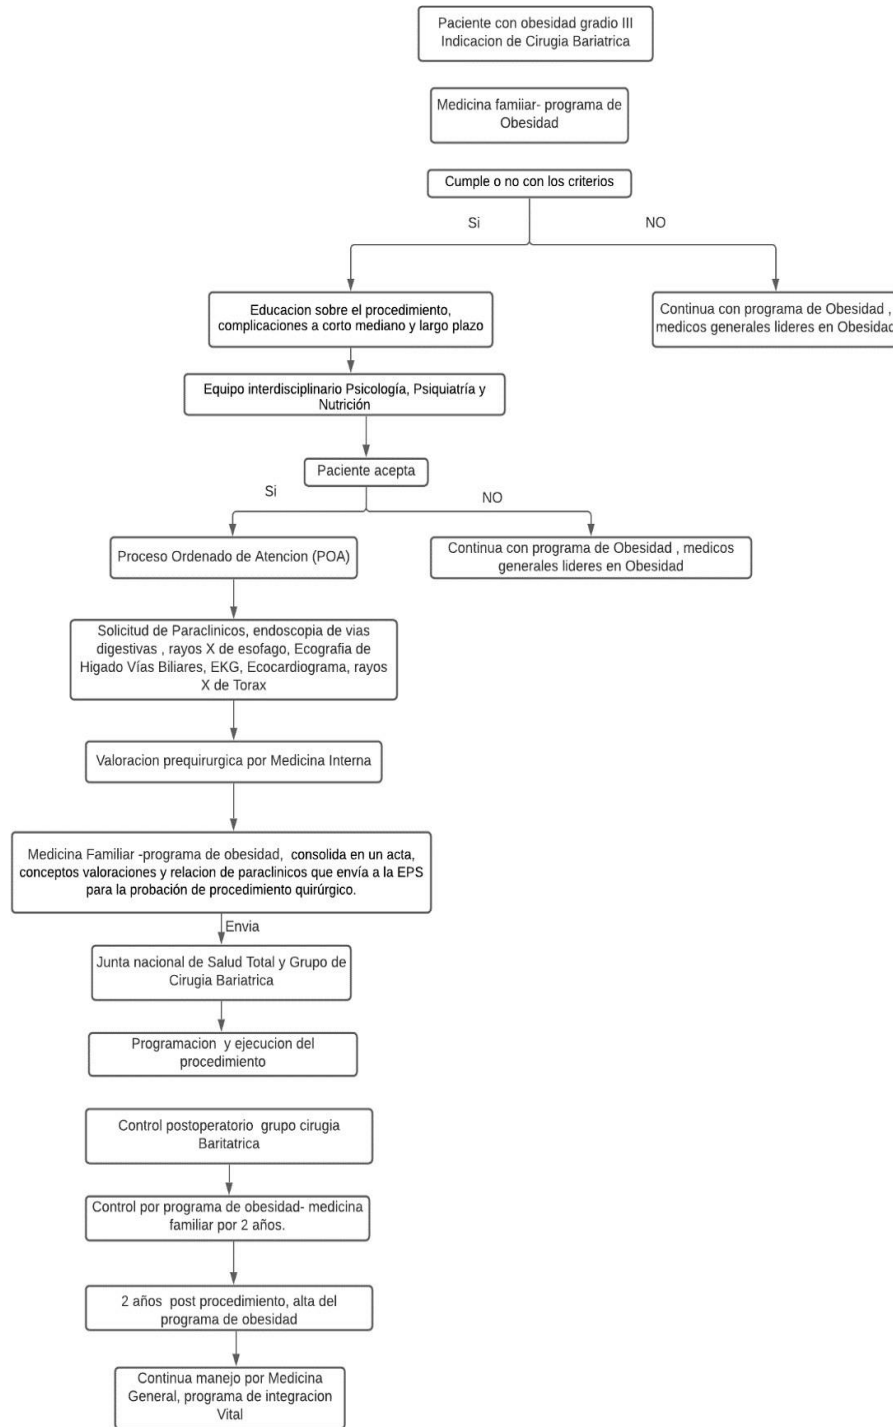 Paciente con obesidad gradio III
Indicacion de Cirugia Bariatrica
Medicina famiiar- programa de
Obesidad
Cumple o no con los criterios
Si
NO
Educacion sobre el procedimiento,
complicaciones a corto mediano y largo plazo
Continua con programa de Obesidad ,
medicos generales lideres en Obesidad
Equipo interdisciplinario Psicología, Psiquiatría y
Nutrición
Paciente acepta
Si
NO
Proceso Ordenado de Atencion (POA)
Continua con programa de Obesidad , medicos
generales lideres en Obesidad
Solicitud de Paraclinicos, endoscopia de vias
digestivas , rayos X de esofago, Ecografia de
Higado Vías Biliares, EKG, Ecocardiograma, rayos
X de Torax
Valoracion prequirurgica por Medicina Interna
Medicina Familiar -programa de obesidad, consolida en un acta,
conceptos valoraciones y relacion de paraclinicos que envía a la EPS
para la probación de procedimiento quirúrgico.
Envia
Junta nacional de Salud Total y Grupo de
Cirugia Bariatrica
Programacion y ejecucion del
procedimiento
Control postoperatorio grupo cirugia
Baritatrica
Control por programa de obesidad- medicina
familiar por 2 años.
2 años post procedimiento, alta del
programa de obesidad
Continua manejo por Medicina
General, programa de integracion
Vital